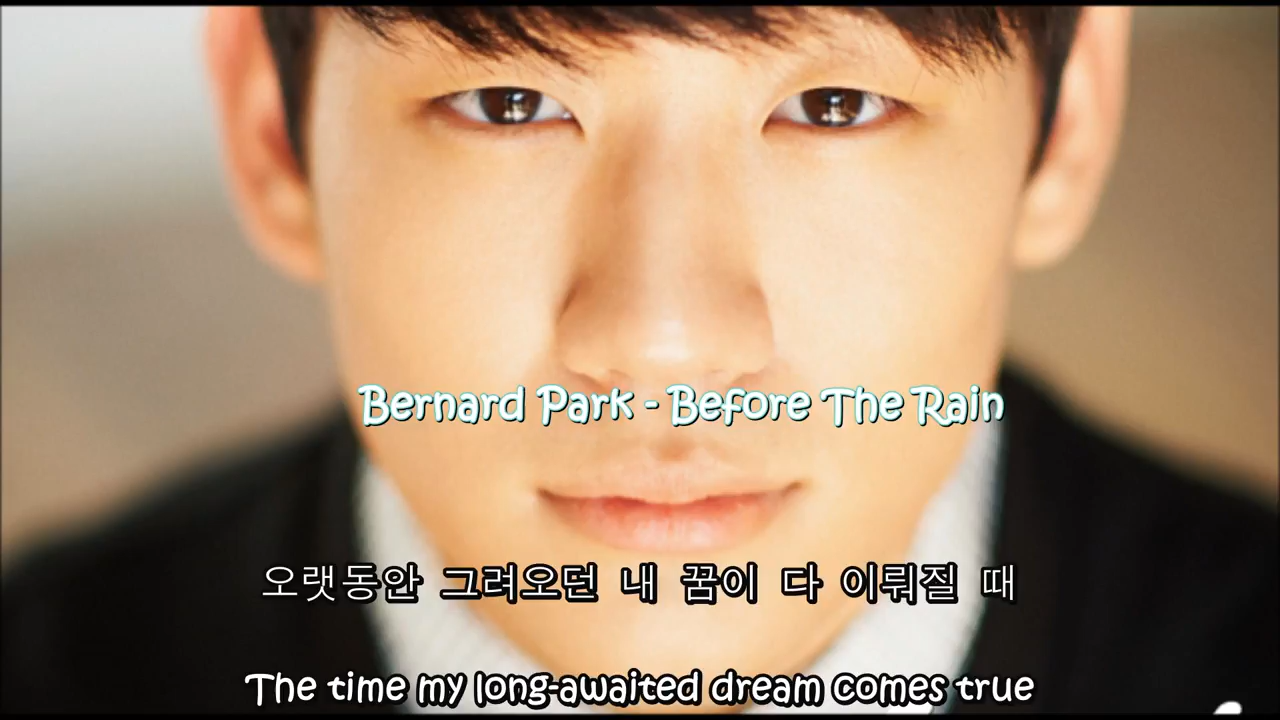 Bernard Park - Before The Rain
오랫동안 그려오던 내 꿈이 다 이뤄질 때
The time my long-awaited dream comes true